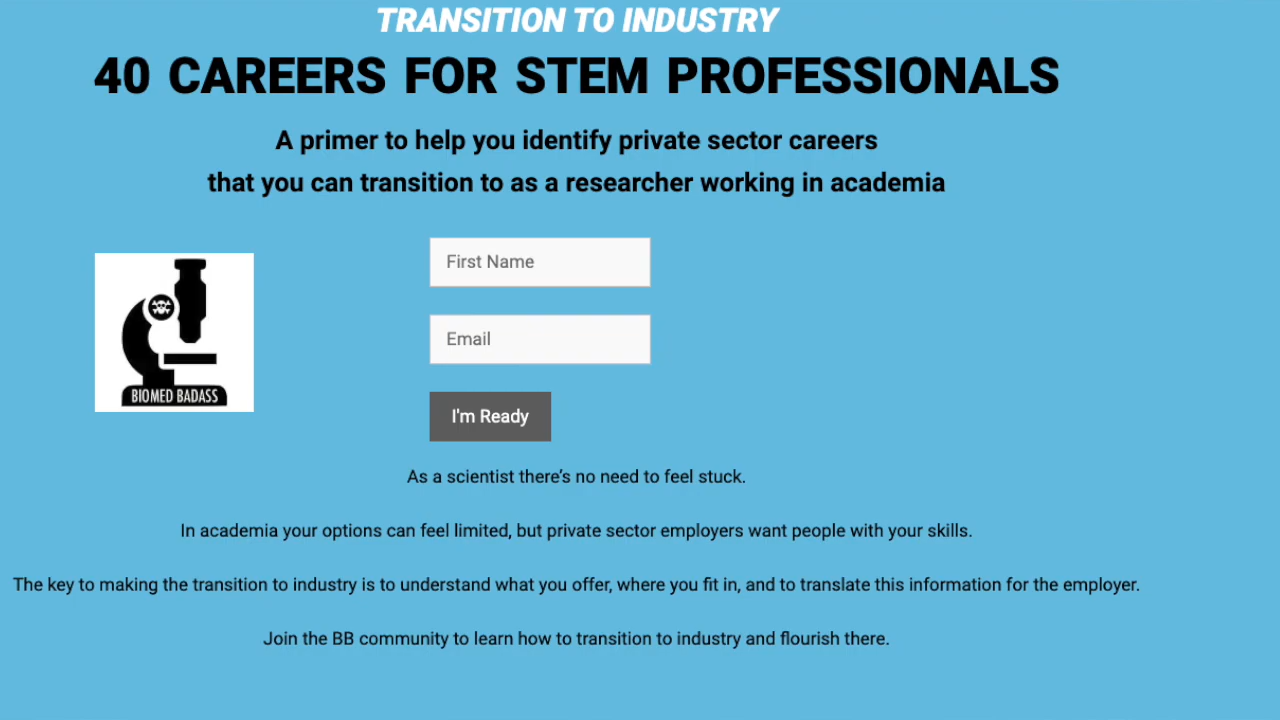 TRANSITION TO INDUSTRY
40 CAREERS FOR STEM PROFESSIONALS
A primer to help you identify private sector careers
that you can transition to as a researcher working in academia
First Name
Email
BIOMED BADASS
I'm Ready
As a scientist there’s no need to feel stuck.
In academia your options can feel limited, but private sector employers want people with your skills.
The key to making the transition to industry is to understand what you offer, where you fit in, and to translate this information for the employer.
Join the BB community to learn how to transition to industry and flourish there.